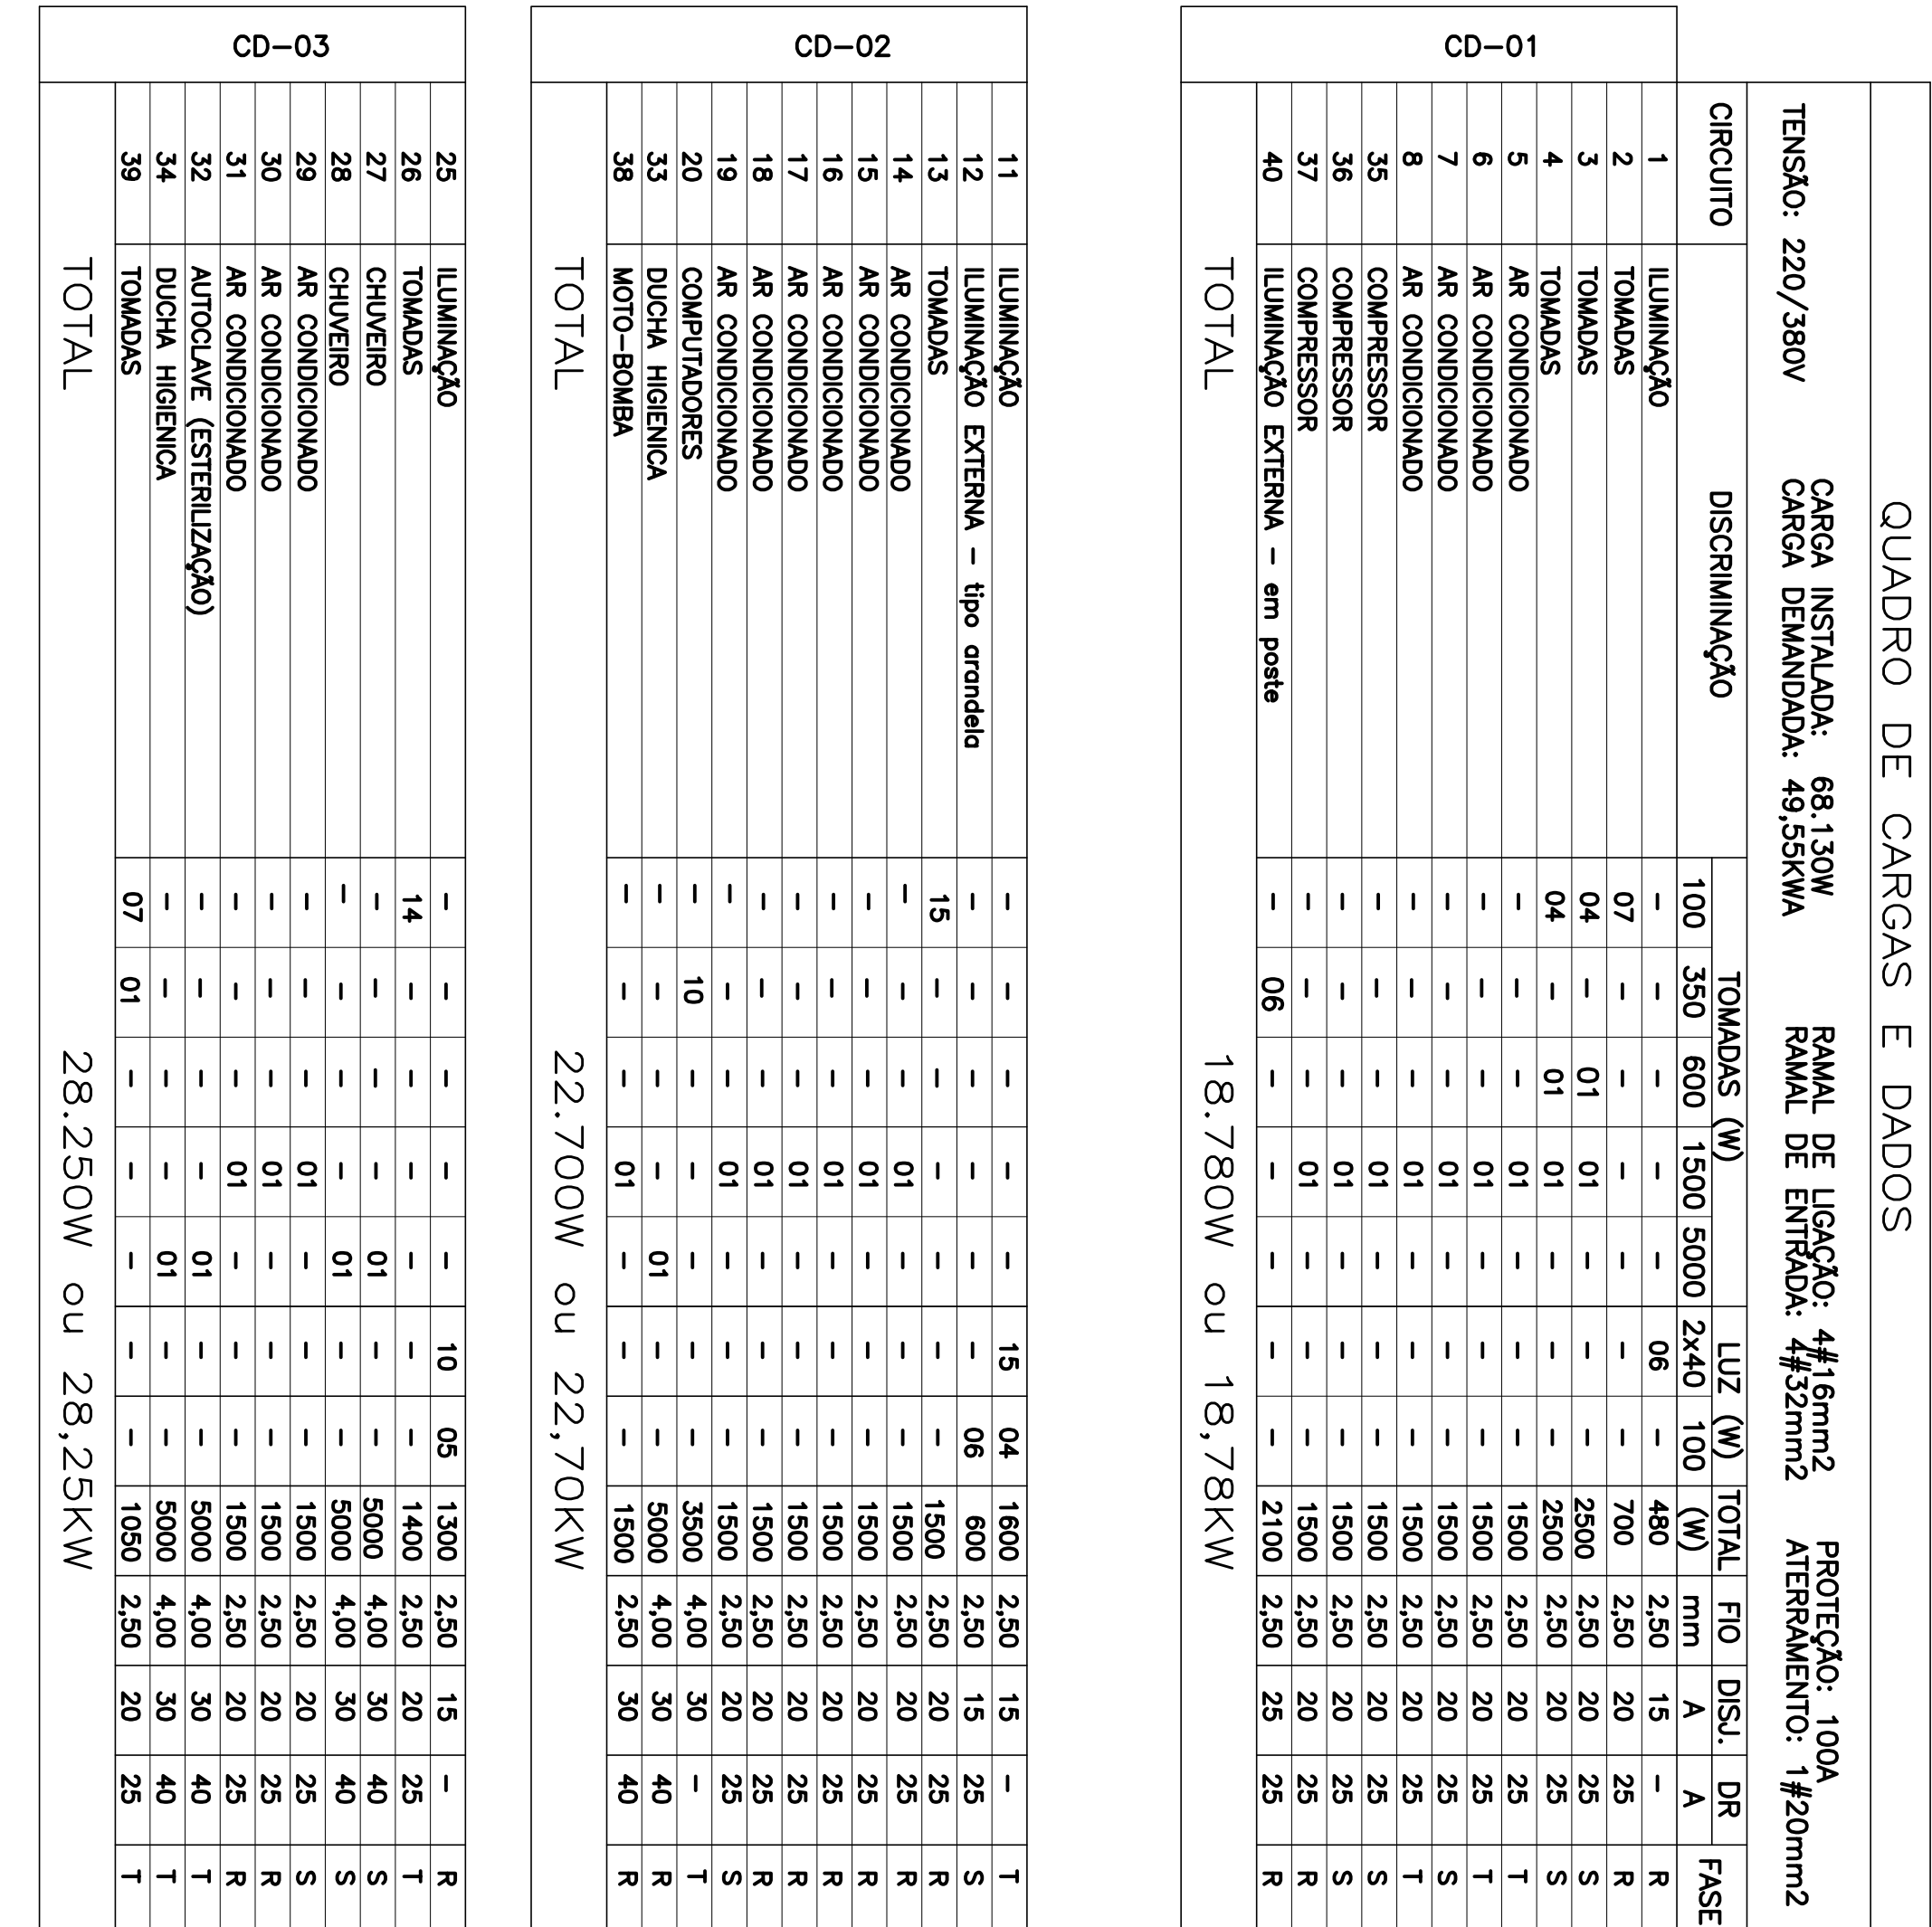 QUADRO DE CARGAS E DADOS
TENSÃO: 220/380V
CARGA INSTALADA: 68.130W
CARGA DEMANDADA: 49,55KWA
RAMAL DE LIGAÇÃO: 4#16mm2
RAMAL DE ENTRADA: 4#32mm2
PROTEÇÃO: 100A
ATERRAMENTO: 1#20mm2
CIRCUITO DISCRIMINAÇÃO TOMADAS (W) LUZ (W) TOTAL (W) FIO mm DISJ. A DR A FASE
100 350 600 1500 5000 2x40 100
CD-01
1 ILUMINAÇÃO - - - - - 06 - 480 2,50 15 - R
2 TOMADAS 07 - - - - - - 700 2,50 20 25 R
3 TOMADAS 04 - 01 01 - - - 2500 2,50 20 25 S
4 TOMADAS 04 - 01 01 - - - 2500 2,50 20 25 S
5 AR CONDICIONADO - - - 01 - - - 1500 2,50 20 25 T
6 AR CONDICIONADO - - - 01 - - - 1500 2,50 20 25 T
7 AR CONDICIONADO - - - 01 - - - 1500 2,50 20 25 S
8 AR CONDICIONADO - - - 01 - - - 1500 2,50 20 25 T
35 COMPRESSOR - - - 01 - - - 1500 2,50 20 25 S
36 COMPRESSOR - - - 01 - - - 1500 2,50 20 25 S
37 COMPRESSOR - - - 01 - - - 1500 2,50 20 25 R
40 ILUMINAÇÃO EXTERNA - em poste - 06 - - - - - 2100 2,50 25 25 R
TOTAL 18.780W ou 18,78KW
CD-02
11 ILUMINAÇÃO - - - - - 15 04 1600 2,50 15 - T
12 ILUMINAÇÃO EXTERNA - tipo arandela - - - - - - 06 600 2,50 15 25 S
13 TOMADAS 15 - - - - - - 1500 2,50 20 25 R
14 AR CONDICIONADO - - - 01 - - - 1500 2,50 20 25 R
15 AR CONDICIONADO - - - 01 - - - 1500 2,50 20 25 R
16 AR CONDICIONADO - - - 01 - - - 1500 2,50 20 25 R
17 AR CONDICIONADO - - - 01 - - - 1500 2,50 20 25 R
18 AR CONDICIONADO - - - 01 - - - 1500 2,50 20 25 R
19 AR CONDICIONADO - - - 01 - - - 1500 2,50 20 25 S
20 COMPUTADORES - 10 - - - - - 3500 4,00 30 - T
33 DUCHA HIGIENICA - - - - 01 - - 5000 4,00 30 40 R
38 MOTO-BOMBA - - - 01 - - - 1500 2,50 30 40 R
TOTAL 22.700W ou 22,70KW
CD-03
25 ILUMINAÇÃO - - - - - 10 05 1300 2,50 15 - R
26 TOMADAS 14 - - - - - - 1400 2,50 20 25 T
27 CHUVEIRO - - - - 01 - - 5000 4,00 30 40 S
28 CHUVEIRO - - - - 01 - - 5000 4,00 30 40 S
29 AR CONDICIONADO - - - 01 - - - 1500 2,50 20 25 S
30 AR CONDICIONADO - - - 01 - - - 1500 2,50 20 25 R
31 AR CONDICIONADO - - - 01 - - - 1500 2,50 20 25 R
32 AUTOCLAVE (ESTERILIZAÇÃO) - - - - 01 - - 5000 4,00 30 40 T
34 DUCHA HIGIENICA - - - - 01 - - 5000 4,00 30 40 T
39 TOMADAS 07 01 - - - - - 1050 2,50 20 25 T
TOTAL 28.250W ou 28,25KW